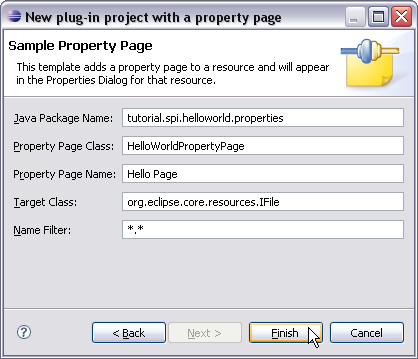 New plug-in project with a property page
Sample Property Page
This template adds a property page to a resource and will appear
in the Properties Dialog for that resource.
Java Package Name: tutorial.spi.helloworld.properties
Property Page Class: HelloWorldPropertyPage
Property Page Name: Hello Page
Target Class: org.eclipse.core.resources.IFile
Name Filter: *.*
? < Back Next > Finish Cancel